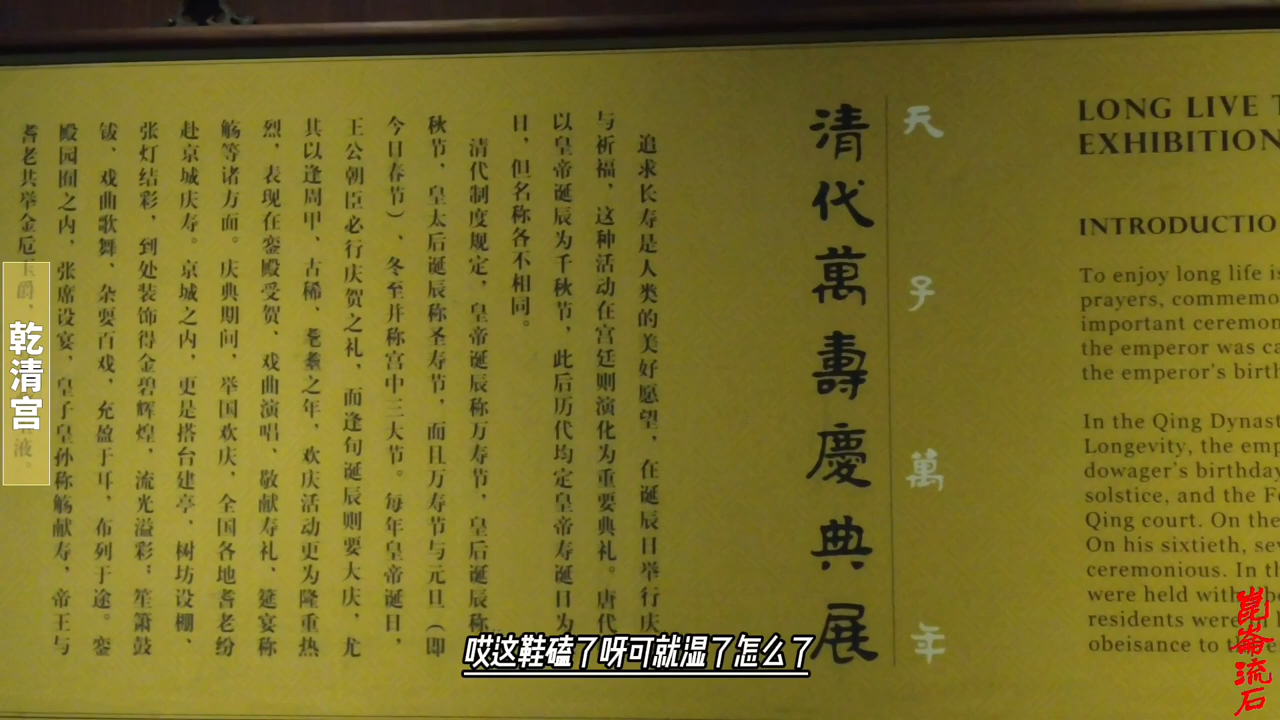 天子萬年
清代萬壽慶典展
追求长寿是人类的美好愿望，在诞辰日举行庆
与祈福，这种活动在宫廷则演化为重要典礼。唐代
以皇帝诞辰为千秋节，此后历代均定皇帝寿诞日为
日，但名称各不相同。
清代制度规定，皇帝诞辰称万寿节，皇后诞辰称
秋节，皇太后诞辰称圣寿节，而且万寿节与元旦（即
今日春节）、冬至并称宫中三大节。每年皇帝诞日，
王公朝臣必行庆贺之礼，而逢旬诞辰则要大庆，尤
其以逢周甲、古稀、耄耋之年，欢庆活动更为隆重热
烈，表现在銮殿受贺、戏曲演唱、敬献寿礼、筵宴称
觞等诸方面。庆典期间，举国欢庆，全国各地耆老纷
赴京城庆寿。京城之内，更是搭台建亭、树坊设棚、
张灯结彩，到处装饰得金碧辉煌，流光溢彩；笙箫鼓
钹、戏曲歌舞、杂耍百戏，充盈于耳，布列于途。銮
殿园囿之内，张席设宴，皇子皇孙称觞献寿，帝王与
耆老共举金卮玉爵，液。
LONG LIVE
EXHIBITION
INTRODUCTIO
To enjoy long life is
prayers, commemo
important ceremon
the emperor was ca
the emperor's birth
In the Qing Dynast
Longevity, the emp
dowager's birthday
solstice, and the Fe
Qing court. On the
On his sixtieth, sev
ceremonious. In th
were held with
residents were
obeisance to
乾清宫
哎这鞋磕了呀可就湿了怎么了
崑崙流石